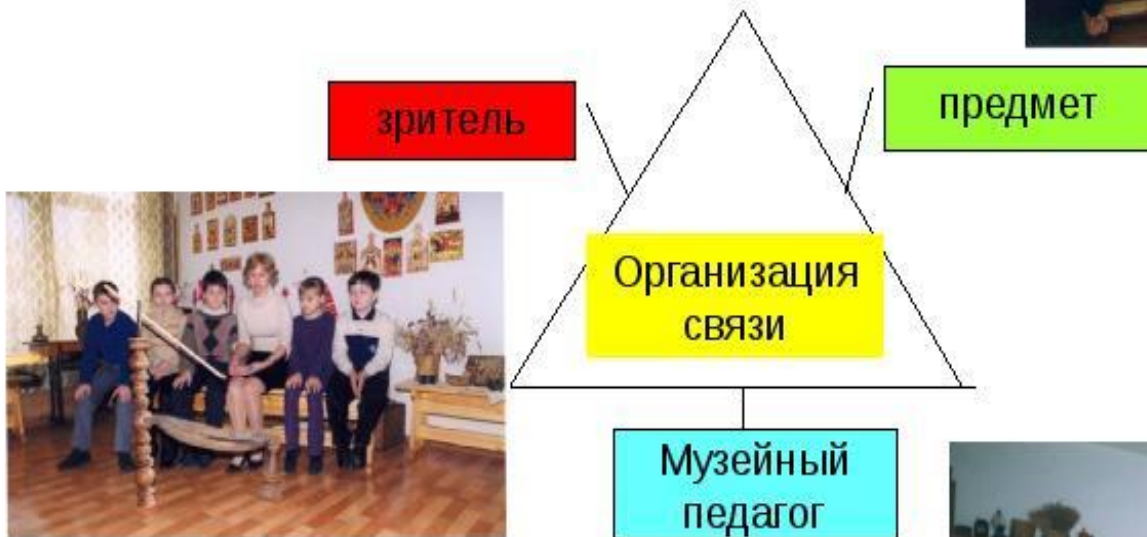 зритель
предмет
Организация
связи
Музейный
педагог